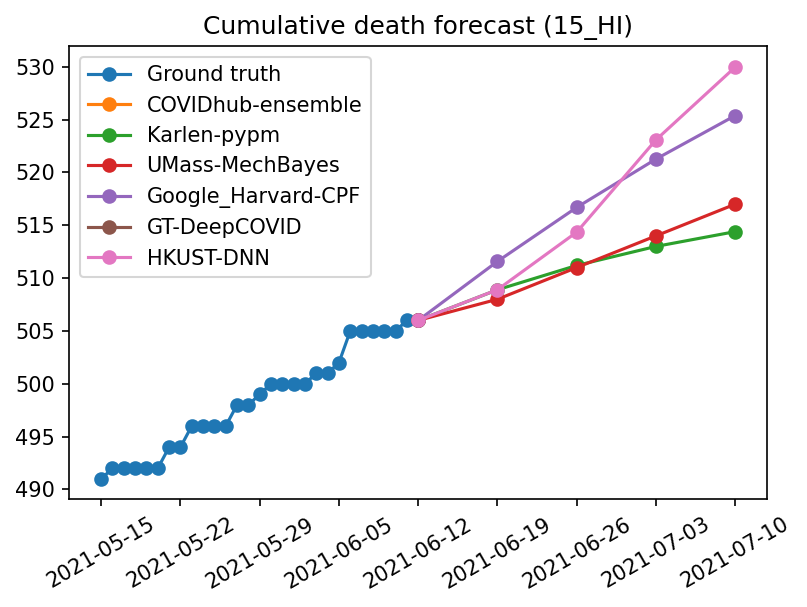 Cumulative death forecast (15_HI)
530
525
520
515
510
505
500
495
490
Ground truth
COVIDhub-ensemble
Karlen-pypm
UMass-MechBayes
Google_Harvard-CPF
GT-DeepCOVID
HKUST-DNN
2021-05-15
2021-05-22
2021-05-29
2021-06-05
2021-06-12
2021-06-19
2021-06-26
2021-07-03
2021-07-10